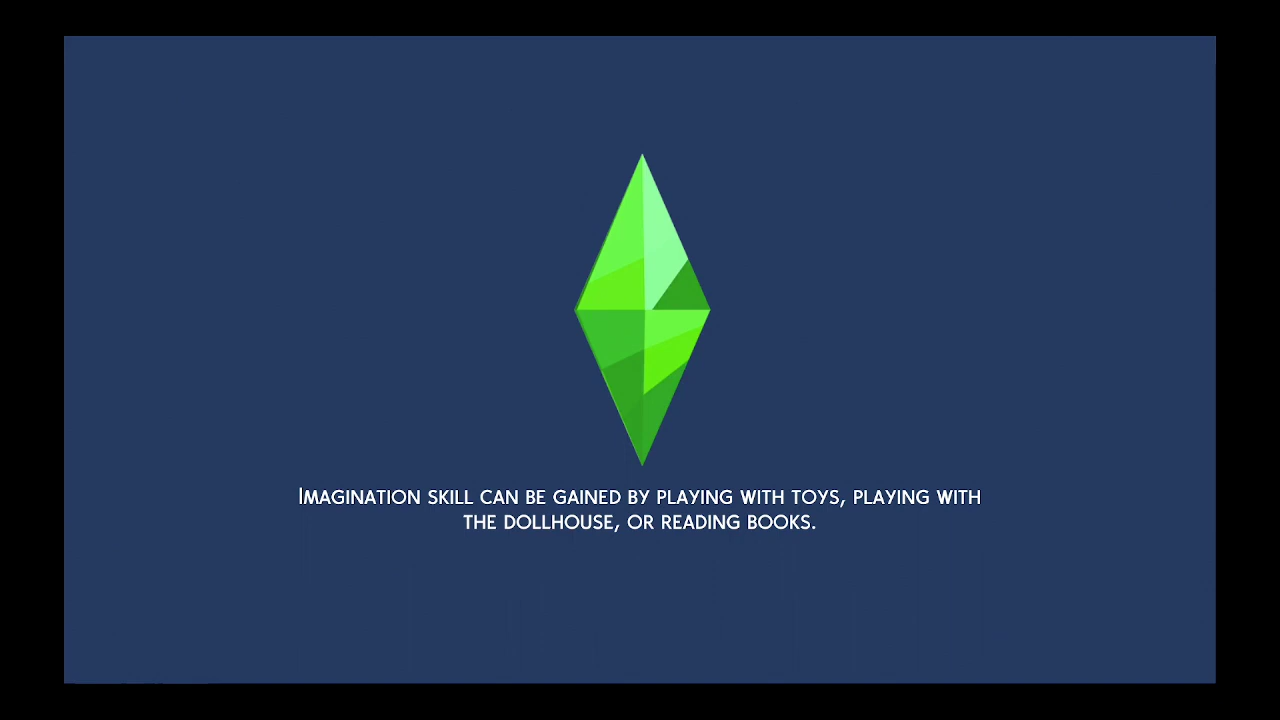 Imagination skill can be gained by playing with toys, playing with
the dollhouse, or reading books.